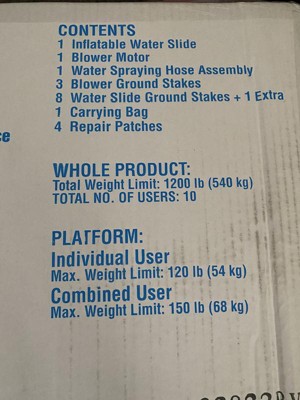 CONTENTS
1 Inflatable Water Slide
1 Blower Motor
1 Water Spraying Hose Assembly
3 Blower Ground Stakes
8 Water Slide Ground Stakes + 1 Extra
1 Carrying Bag
4 Repair Patches
WHOLE PRODUCT:
Total Weight Limit: 1200 lb (540 kg)
TOTAL NO. OF USERS: 10
PLATFORM:
Individual User
Max. Weight Limit: 120 lb (54 kg)
Combined User
Max. Weight Limit: 150 lb (68 kg)